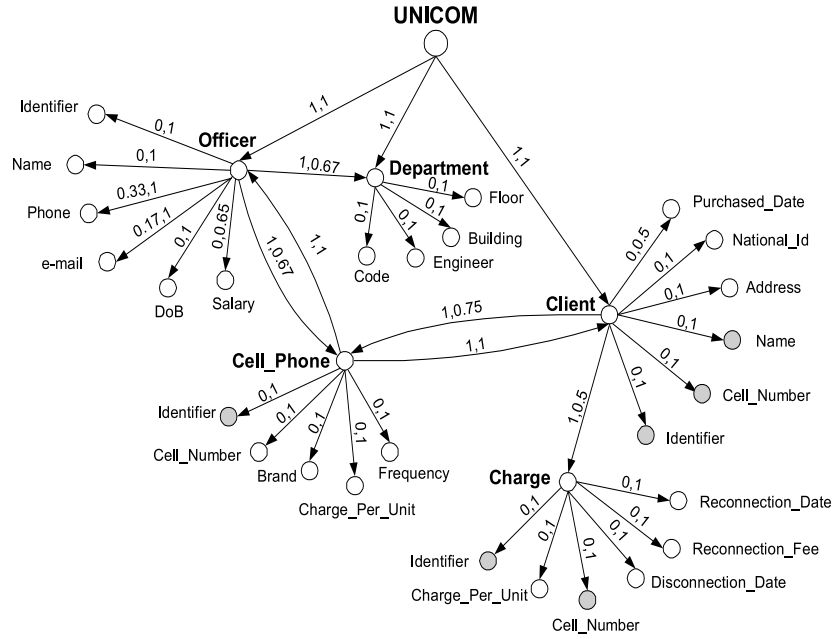 UNICOM
1,1
1,1
1,1
Identifier
0,1
Officer
Name
0,1
1,0.67
Department
0,1
Floor
Phone
0.33,1
0,1
Building
Purchased_Date
0,0.5
e-mail
0.17,1
0,1
DoB
0,0.65
Salary
0,1
Code
0,1
Engineer
National_Id
0,1
1,0.67
1,1
Client
0,1
Address
1,0.75
0,1
Name
Cell_Phone
1,1
0,1
Cell_Number
0,1
Identifier
Identifier
0,1
Cell_Number
0,1
Brand
0,1
Charge_Per_Unit
0,1
Frequency
0,1
1,0.5
Charge
0,1
Reconnection_Date
Identifier
0,1
0,1
Reconnection_Fee
Charge_Per_Unit
0,1
0,1
Disconnection_Date
0,1
Cell_Number